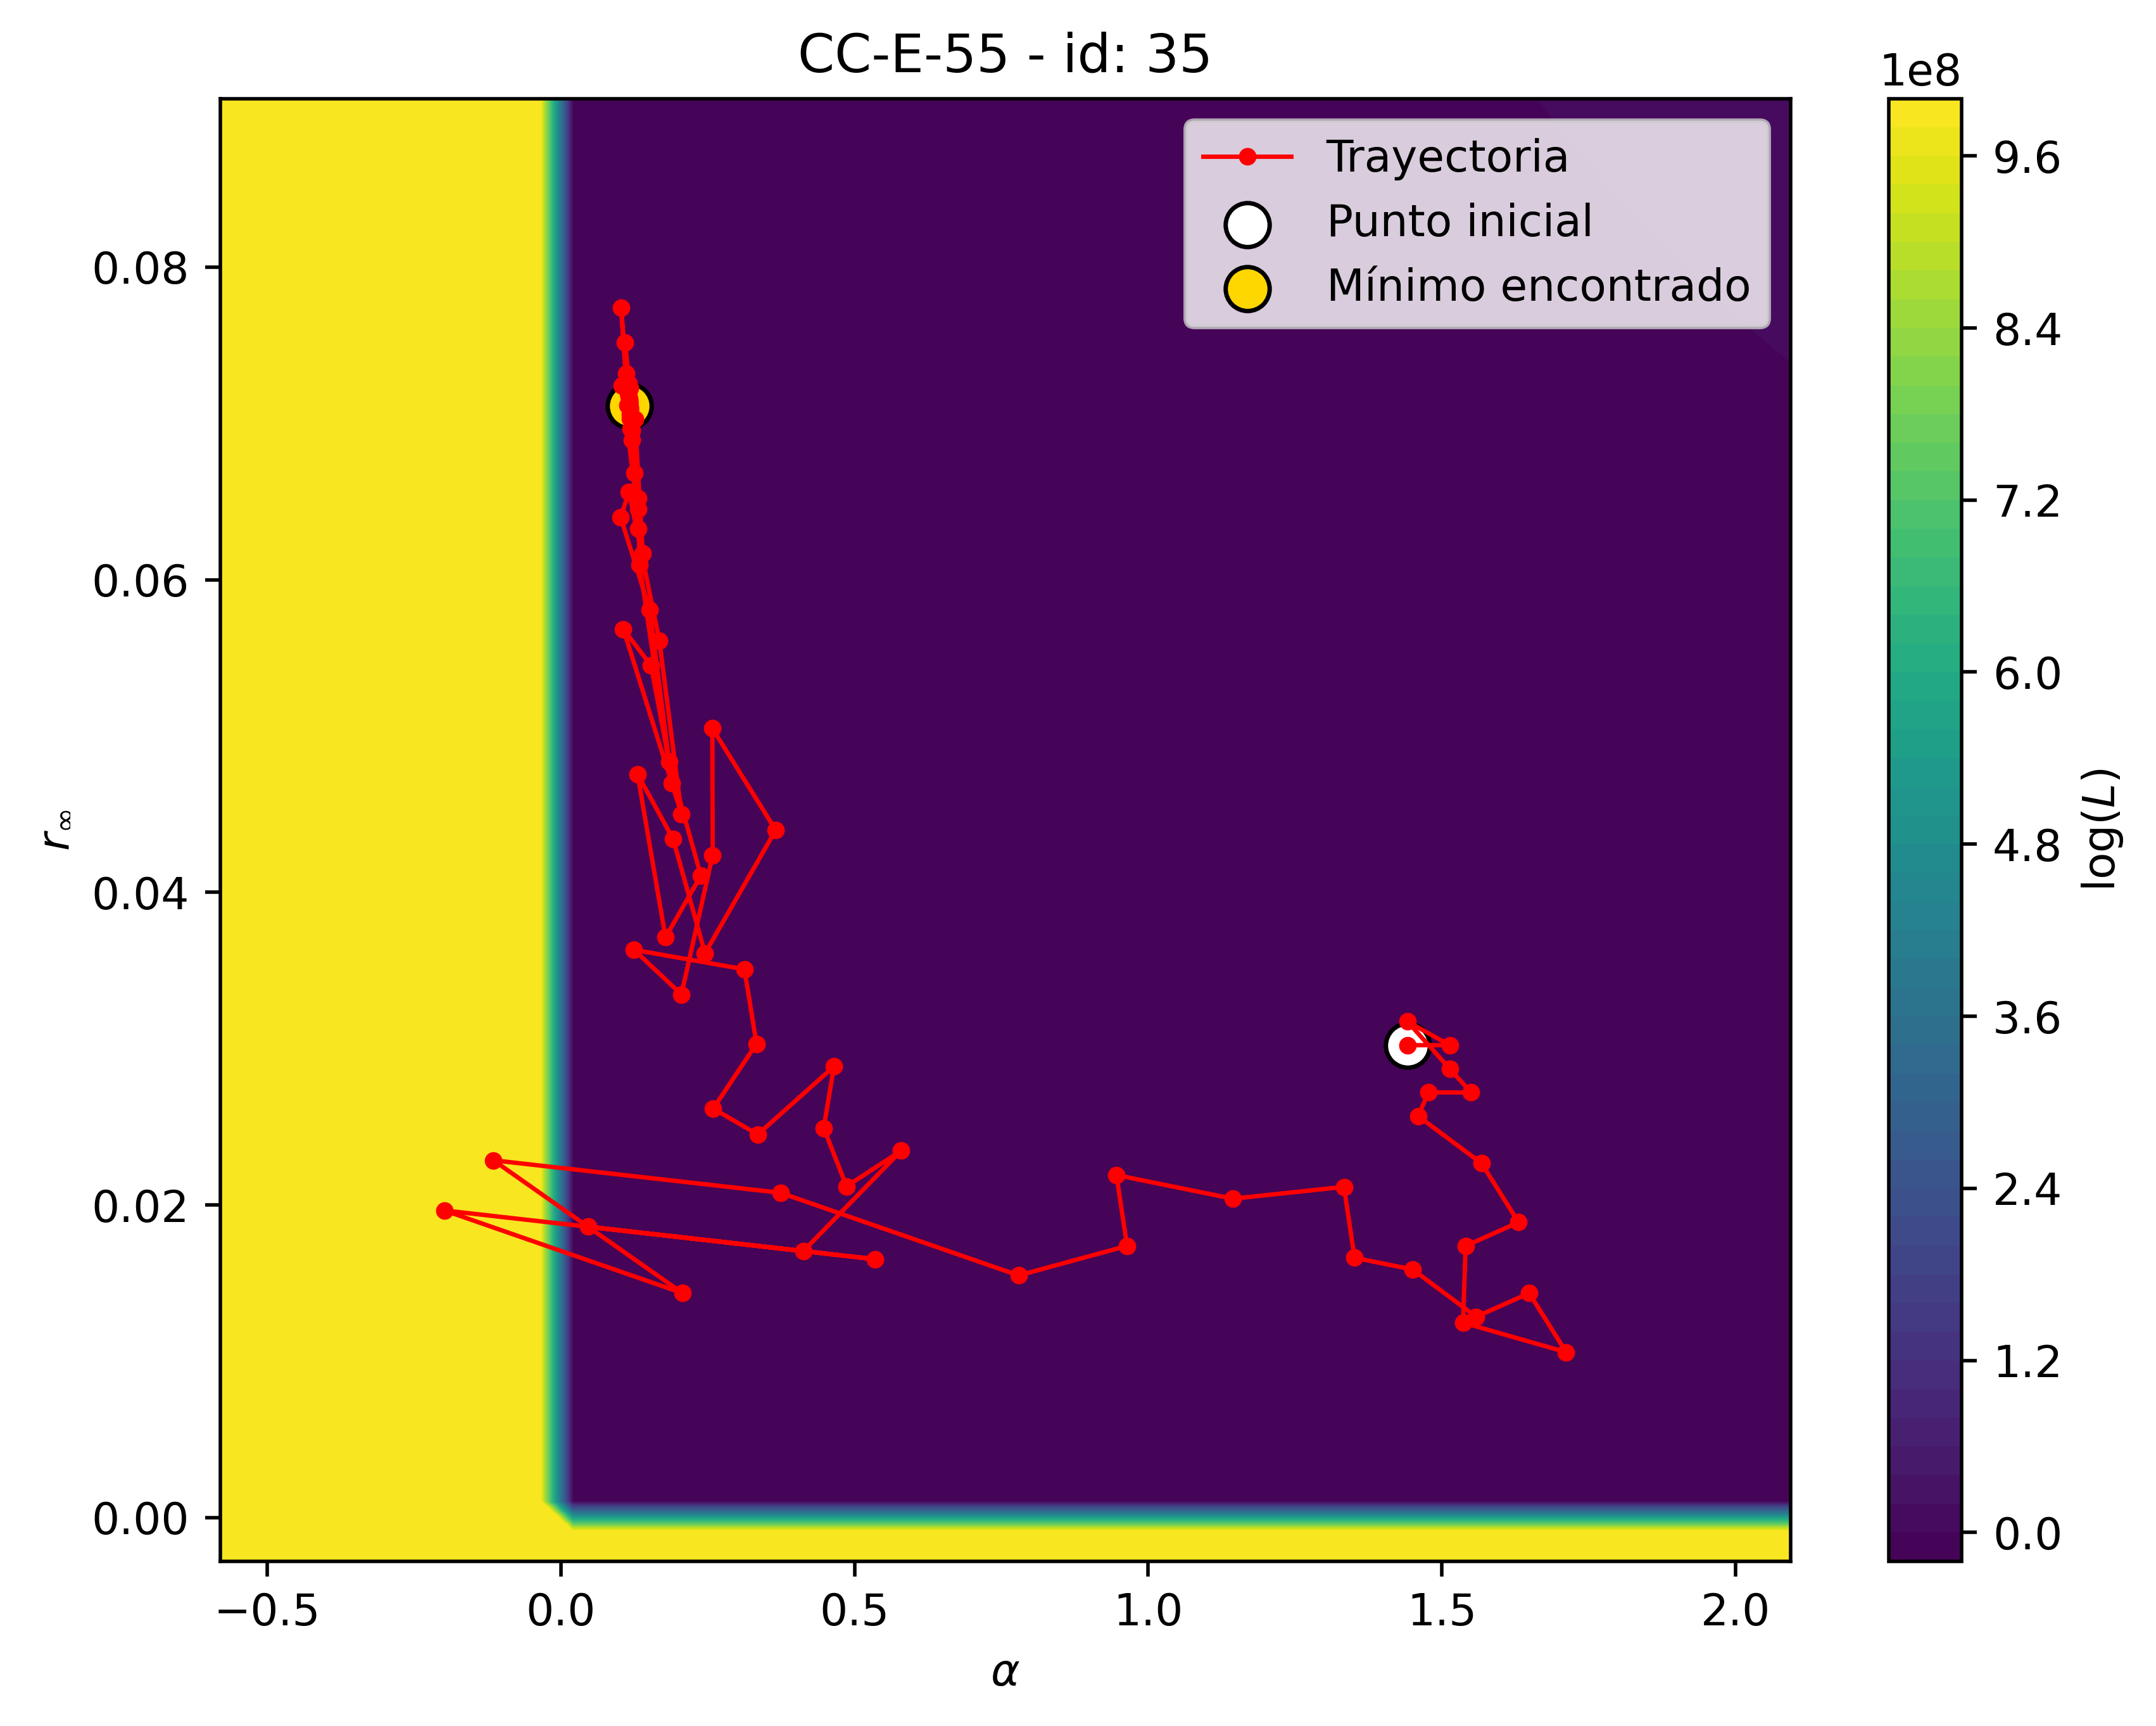 CC-E-55 - id: 35
1e8
Trayectoria
Punto inicial
Mínimo encontrado
0.08
0.06
0.04
0.02
0.00
r∞
−0.5
0.0
0.5
1.0
1.5
2.0
α
9.6
8.4
7.2
6.0
4.8
3.6
2.4
1.2
0.0
log(L)